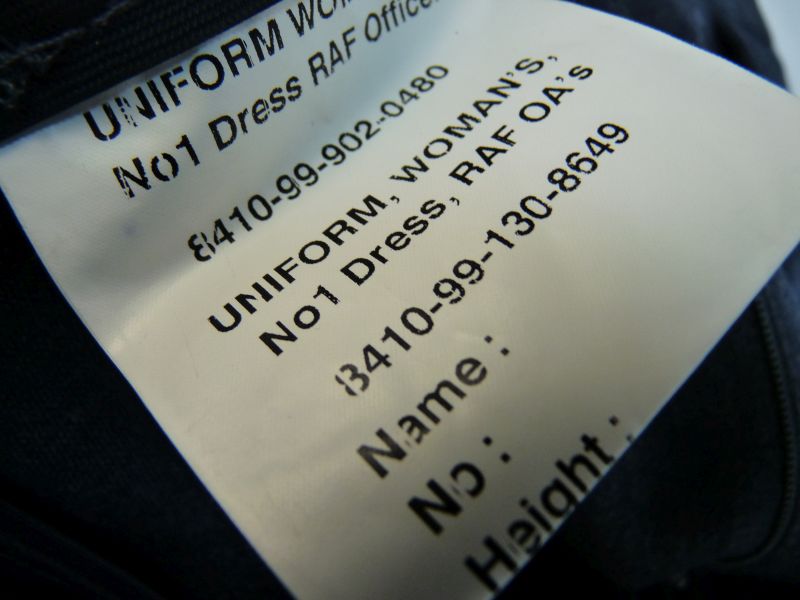 UNIFORM
No1 Dress RAF
8410-99-902-0480
UNIFORM, WOMAN'S,
No1 Dress, RAF OA's
8410-99-130-8649
Name :
No :
Height :